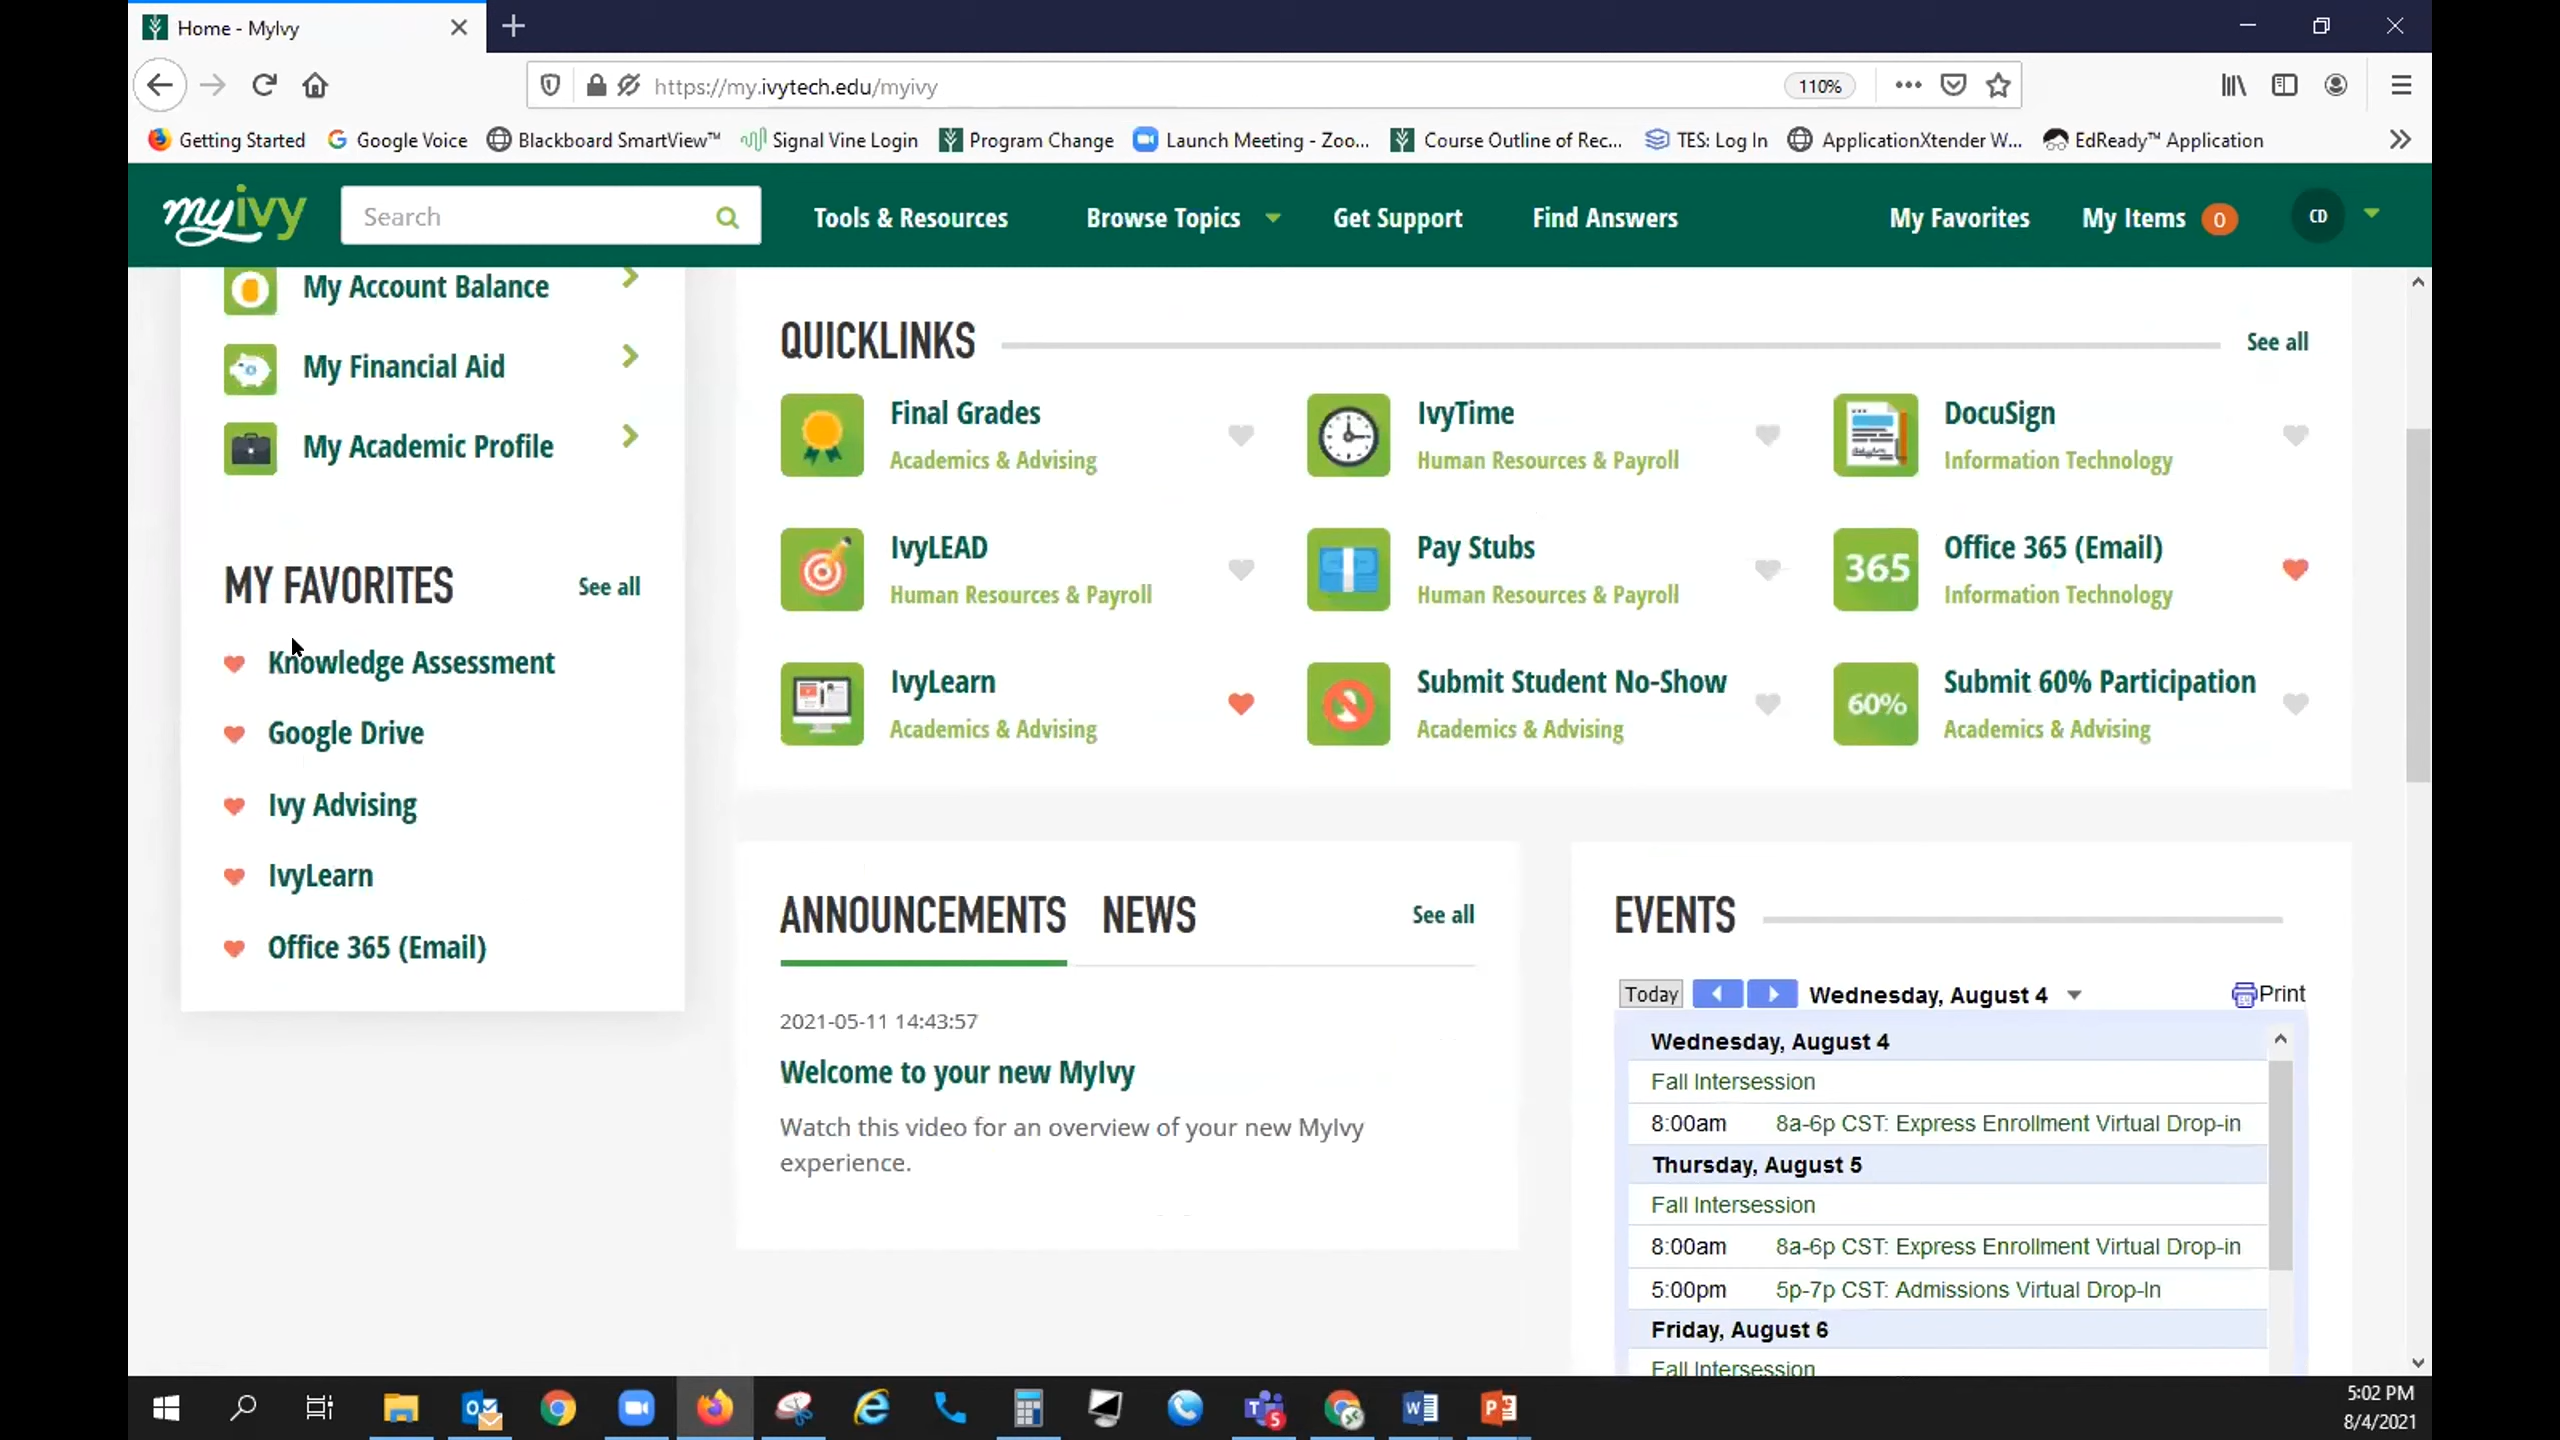 Home - MyIvy
https://my.ivytech.edu/myivy
110%
Getting Started
Google Voice
Blackboard SmartView™
Signal Vine Login
Program Change
Launch Meeting - Zoo...
Course Outline of Rec...
TES: Log In
ApplicationXtender W...
EdReady™ Application
myivy
Search
Tools & Resources
Browse Topics
Get Support
Find Answers
My Favorites
My Items 0
CD
My Account Balance
My Financial Aid
My Academic Profile
MY FAVORITES
See all
Knowledge Assessment
Google Drive
Ivy Advising
IvyLearn
Office 365 (Email)
QUICKLINKS
See all
Final Grades
Academics & Advising
IvyTime
Human Resources & Payroll
DocuSign
Information Technology
IvyLEAD
Human Resources & Payroll
Pay Stubs
Human Resources & Payroll
365
Office 365 (Email)
Information Technology
IvyLearn
Academics & Advising
Submit Student No-Show
Academics & Advising
60%
Submit 60% Participation
Academics & Advising
ANNOUNCEMENTS
NEWS
See all
2021-05-11 14:43:57
Welcome to your new MyIvy
Watch this video for an overview of your new MyIvy
experience.
EVENTS
Today
Wednesday, August 4
Print
Wednesday, August 4
Fall Intersession
8:00am 8a-6p CST: Express Enrollment Virtual Drop-in
Thursday, August 5
Fall Intersession
8:00am 8a-6p CST: Express Enrollment Virtual Drop-in
5:00pm 5p-7p CST: Admissions Virtual Drop-In
Friday, August 6
Fall Intersession
5:02 PM
8/4/2021